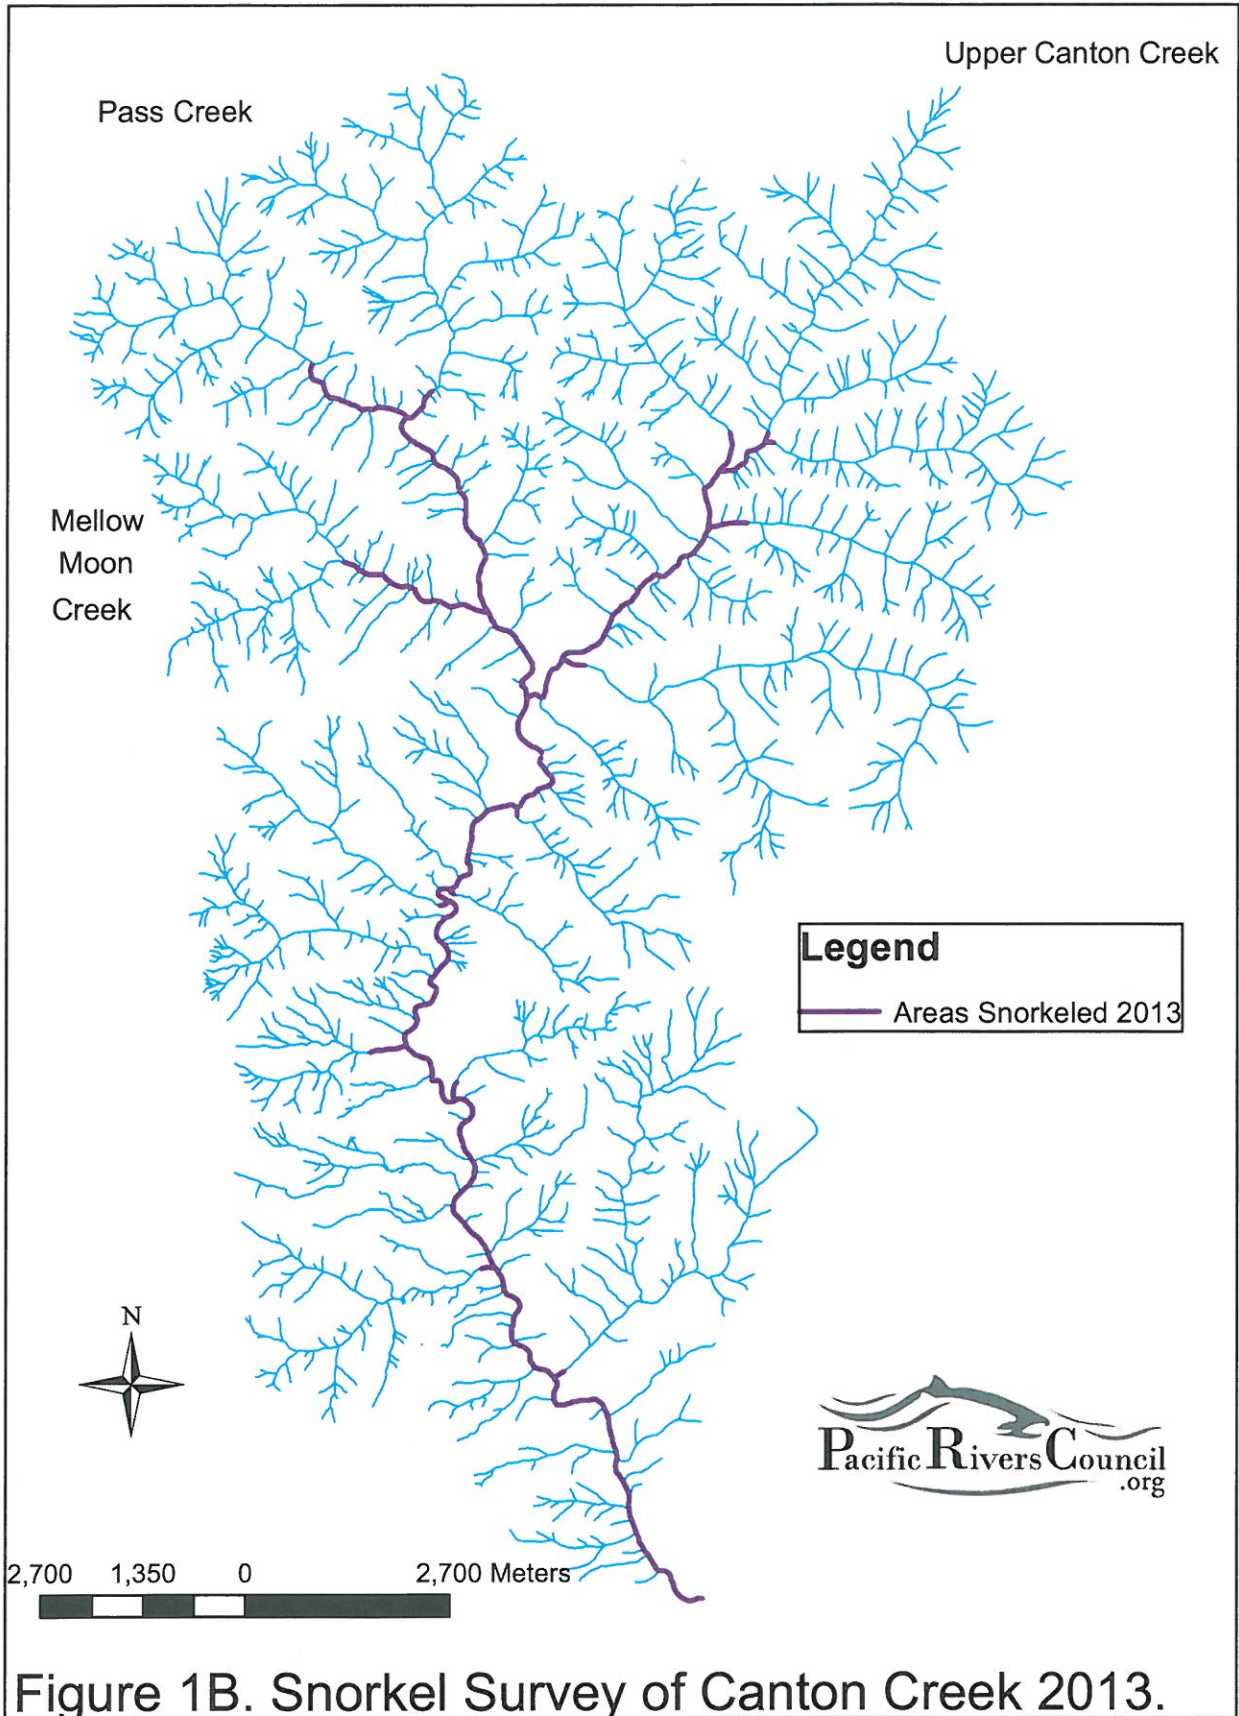 Upper Canton Creek
Pass Creek
Mellow
Moon
Creek
Legend
Areas Snorkeled 2013
N
Pacific Rivers Council
.org
2,700 1,350 0 2,700 Meters
Figure 1B. Snorkel Survey of Canton Creek 2013.